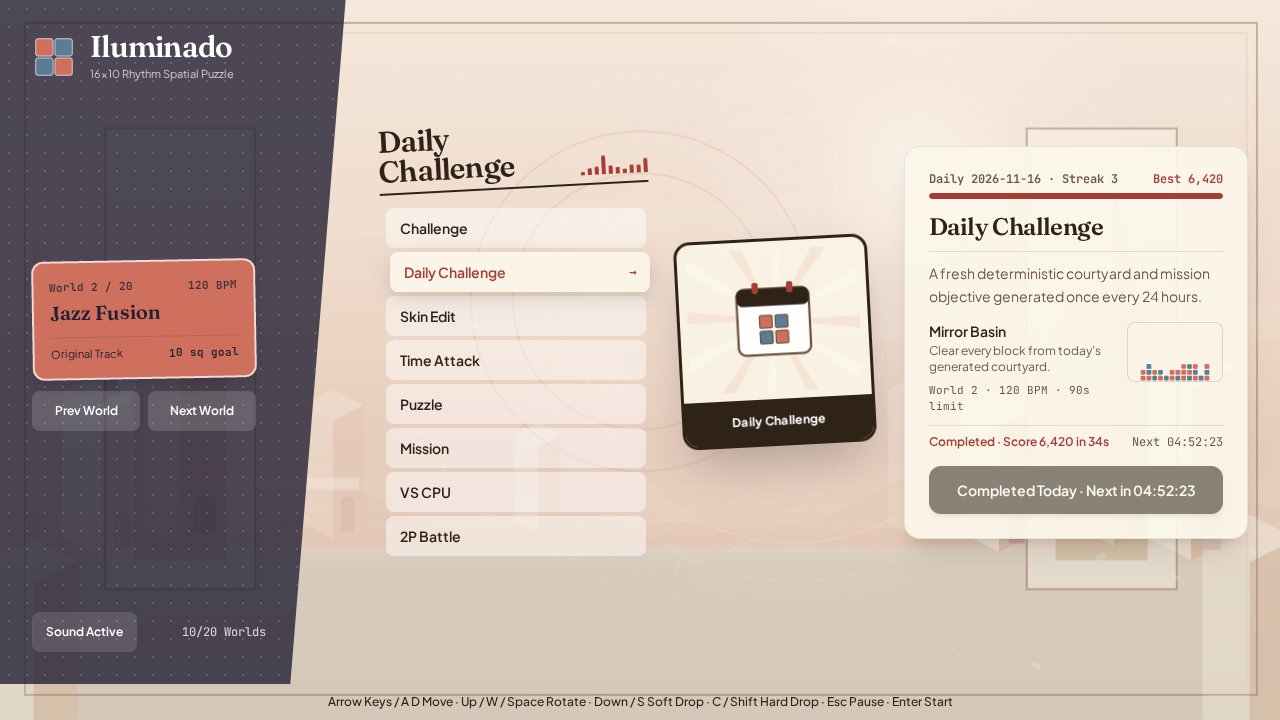 Iluminado
16×10 Rhythm Spatial Puzzle
World 2 / 20
120 BPM
Jazz Fusion
Original Track
10 sq goal
Prev World
Next World
Sound Active
10/20 Worlds
Daily
Challenge
Challenge
Daily Challenge →
Skin Edit
Time Attack
Puzzle
Mission
VS CPU
2P Battle
Daily Challenge
Daily 2026-11-16 · Streak 3
Best 6,420
Daily Challenge
A fresh deterministic courtyard and mission
objective generated once every 24 hours.
Mirror Basin
Clear every block from today's
generated courtyard.
World 2 · 120 BPM · 90s
limit
Completed · Score 6,420 in 34s
Next 04:52:23
Completed Today · Next in 04:52:23
Arrow Keys / A D Move · Up / W / Space Rotate · Down / S Soft Drop · C / Shift Hard Drop · Esc Pause · Enter Start